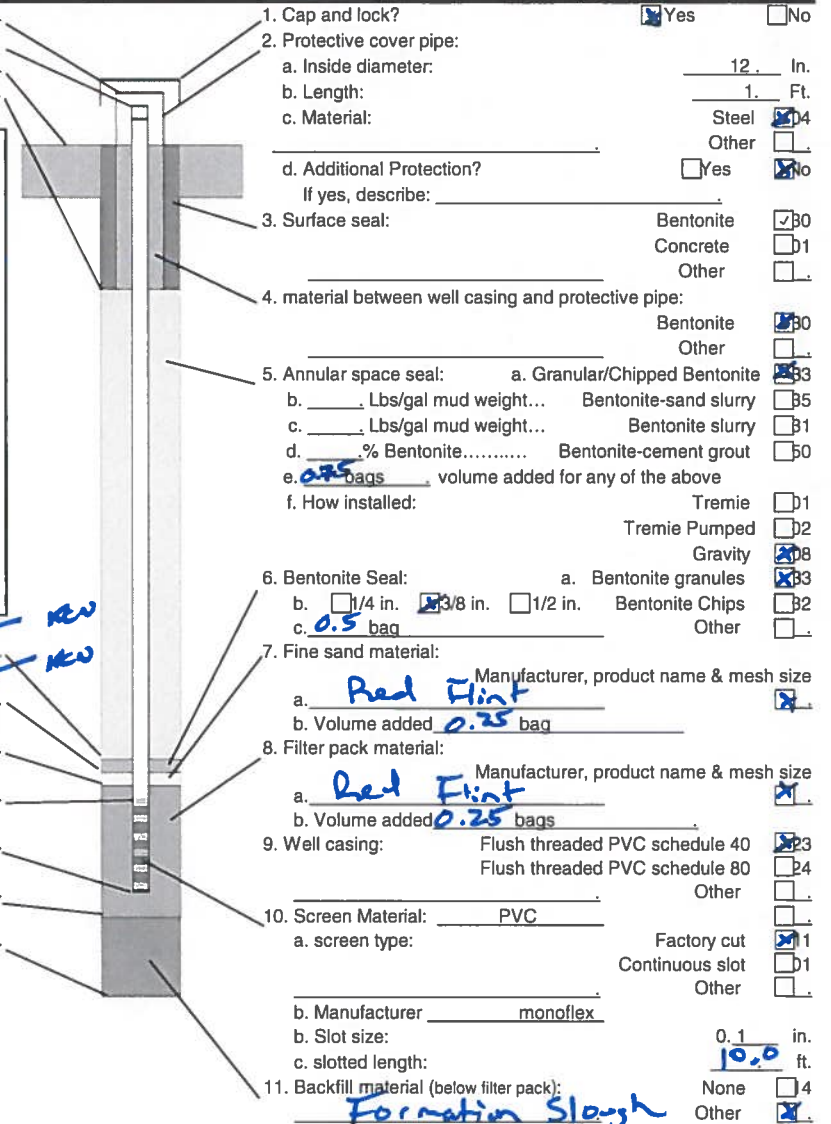 1. Cap and lock? Yes No
2. Protective cover pipe:
a. Inside diameter: 12 . In.
b. Length: 1. Ft.
c. Material: Steel 04
Other .
d. Additional Protection? Yes No
If yes, describe: .
3. Surface seal: Bentonite 30
Concrete 01
Other .
4. material between well casing and protective pipe:
Bentonite 30
Other .
5. Annular space seal: a. Granular/Chipped Bentonite 33
b. . Lbs/gal mud weight... Bentonite-sand slurry 35
c. . Lbs/gal mud weight... Bentonite slurry 31
d. .% Bentonite........... Bentonite-cement grout 50
e. 0.75 bags . volume added for any of the above
f. How installed: Tremie 01
Tremie Pumped 02
Gravity 08
6. Bentonite Seal: a. Bentonite granules 33
b. 1/4 in. 3/8 in. 1/2 in. Bentonite Chips 32
c. 0.5 bag Other .
7. Fine sand material:
Manufacturer, product name & mesh size
a. Red Flint .
b. Volume added 0.25 bag
8. Filter pack material:
Manufacturer, product name & mesh size
a. Red Flint .
b. Volume added 0.25 bags .
9. Well casing: Flush threaded PVC schedule 40 23
Flush threaded PVC schedule 80 24
Other .
10. Screen Material: PVC .
a. screen type: Factory cut 11
Continuous slot 01
Other .
b. Manufacturer monoflex
b. Slot size: 0.1 in.
c. slotted length: 10.0 ft.
11. Backfill material (below filter pack): None 14
Formation Slough Other .